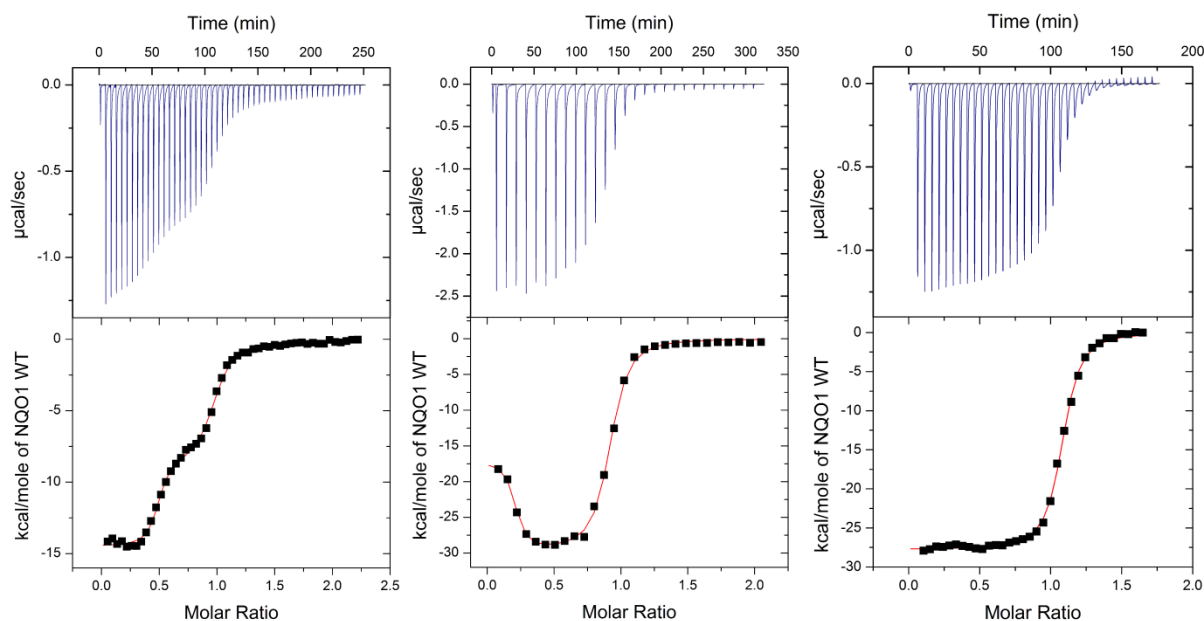 Time (min)
0 50 100 150 200 250
0.0
-0.5
-1.0
µcal/sec
0
-5
-10
-15
kcal/mole of NQO1 WT
0.0 0.5 1.0 1.5 2.0 2.5
Molar Ratio
Time (min)
0 50 100 150 200 250 300 350
0.0
-0.5
-1.0
-1.5
-2.0
-2.5
µcal/sec
0
-5
-10
-15
-20
-25
-30
kcal/mole of NQO1 WT
0.0 0.5 1.0 1.5 2.0
Molar Ratio
Time (min)
0 50 100 150 200
0.0
-0.5
-1.0
µcal/sec
0
-5
-10
-15
-20
-25
-30
kcal/mole of NQO1 WT
0.0 0.5 1.0 1.5 2.0
Molar Ratio